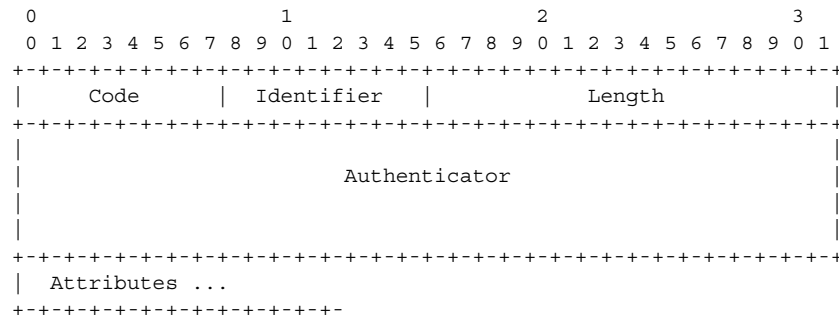 0                   1                   2                   3
 0 1 2 3 4 5 6 7 8 9 0 1 2 3 4 5 6 7 8 9 0 1 2 3 4 5 6 7 8 9 0 1
+-+-+-+-+-+-+-+-+-+-+-+-+-+-+-+-+-+-+-+-+-+-+-+-+-+-+-+-+-+-+-+-+
|     Code      |  Identifier   |            Length             |
+-+-+-+-+-+-+-+-+-+-+-+-+-+-+-+-+-+-+-+-+-+-+-+-+-+-+-+-+-+-+-+-+
|                                                               |
|                         Authenticator                         |
|                                                               |
|                                                               |
+-+-+-+-+-+-+-+-+-+-+-+-+-+-+-+-+-+-+-+-+-+-+-+-+-+-+-+-+-+-+-+-+
|  Attributes ...
+-+-+-+-+-+-+-+-+-+-+-+-+-